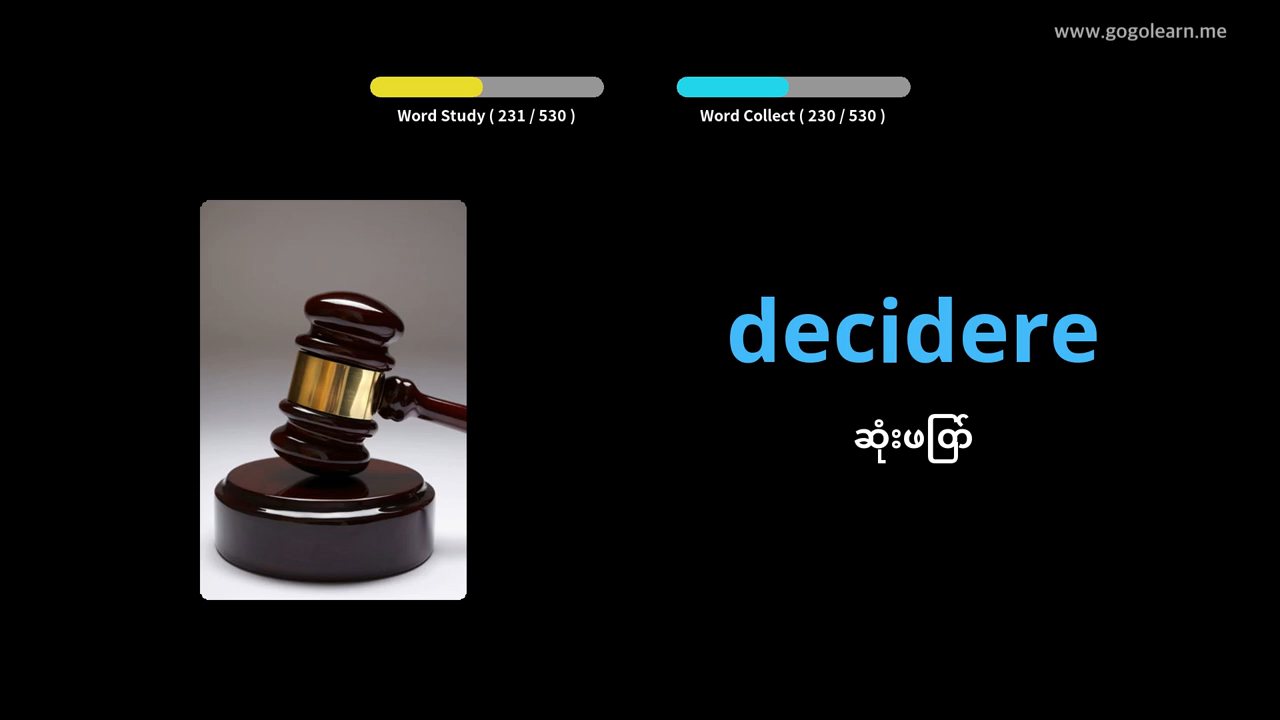 www.gogolearn.me
Word Study ( 231 / 530 )
Word Collect ( 230 / 530 )
decidere
ဆုံးဖြတ်